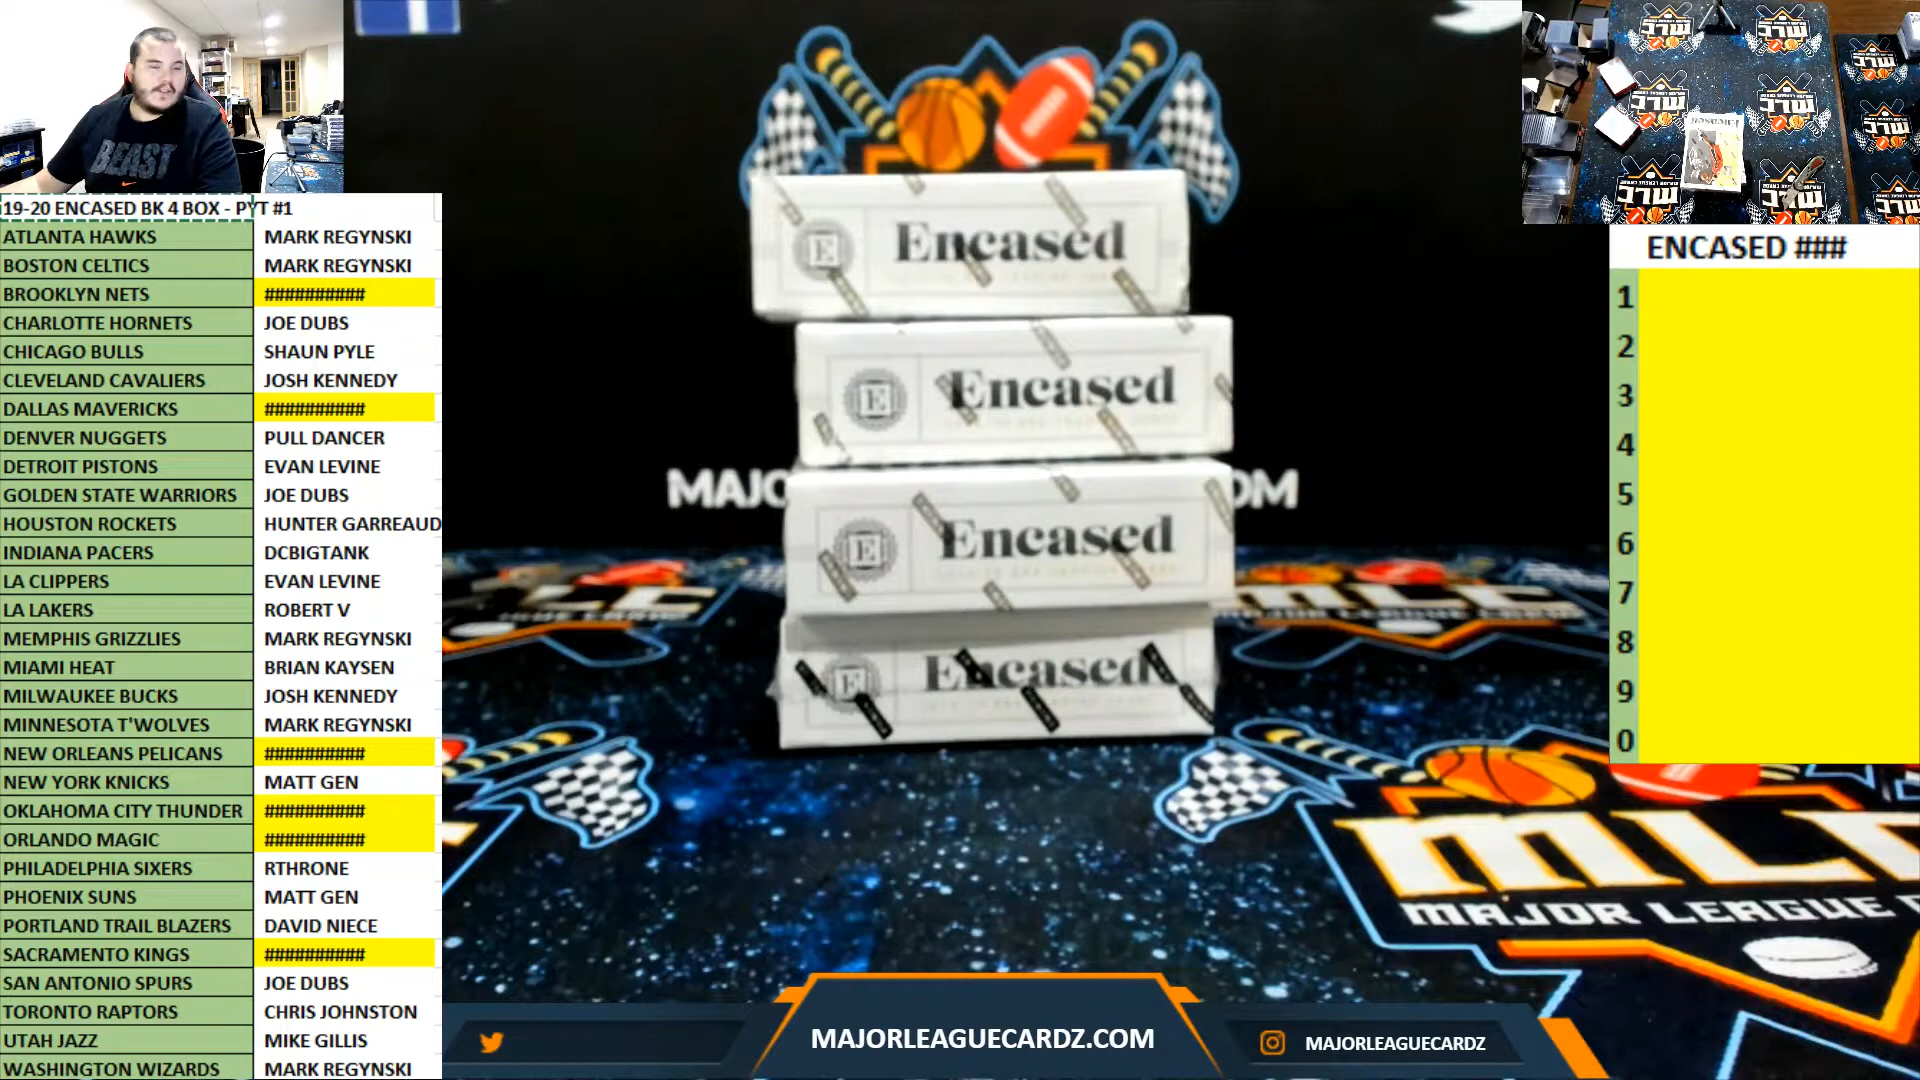 BEAST
19-20 ENCASED BK 4 BOX - PYT #1
ATLANTA HAWKS MARK REGYNSKI
BOSTON CELTICS MARK REGYNSKI
BROOKLYN NETS ##########
CHARLOTTE HORNETS JOE DUBS
CHICAGO BULLS SHAUN PYLE
CLEVELAND CAVALIERS JOSH KENNEDY
DALLAS MAVERICKS ##########
DENVER NUGGETS PULL DANCER
DETROIT PISTONS EVAN LEVINE
GOLDEN STATE WARRIORS JOE DUBS
HOUSTON ROCKETS HUNTER GARREAUD
INDIANA PACERS DCBIGTANK
LA CLIPPERS EVAN LEVINE
LA LAKERS ROBERT V
MEMPHIS GRIZZLIES MARK REGYNSKI
MIAMI HEAT BRIAN KAYSEN
MILWAUKEE BUCKS JOSH KENNEDY
MINNESOTA T'WOLVES MARK REGYNSKI
NEW ORLEANS PELICANS ##########
NEW YORK KNICKS MATT GEN
OKLAHOMA CITY THUNDER ##########
ORLANDO MAGIC ##########
PHILADELPHIA SIXERS RTHRONE
PHOENIX SUNS MATT GEN
PORTLAND TRAIL BLAZERS DAVID NIECE
SACRAMENTO KINGS ##########
SAN ANTONIO SPURS JOE DUBS
TORONTO RAPTORS CHRIS JOHNSTON
UTAH JAZZ MIKE GILLIS
WASHINGTON WIZARDS MARK REGYNSKI
E Encased
E Encased
E Encased
E Encased
MAJO OM
MLC
MAJOR LEAGUE
MAJORLEAGUECARDZ.COM
MAJORLEAGUECARDZ
ENCASED ###
1
2
3
4
5
6
7
8
9
0